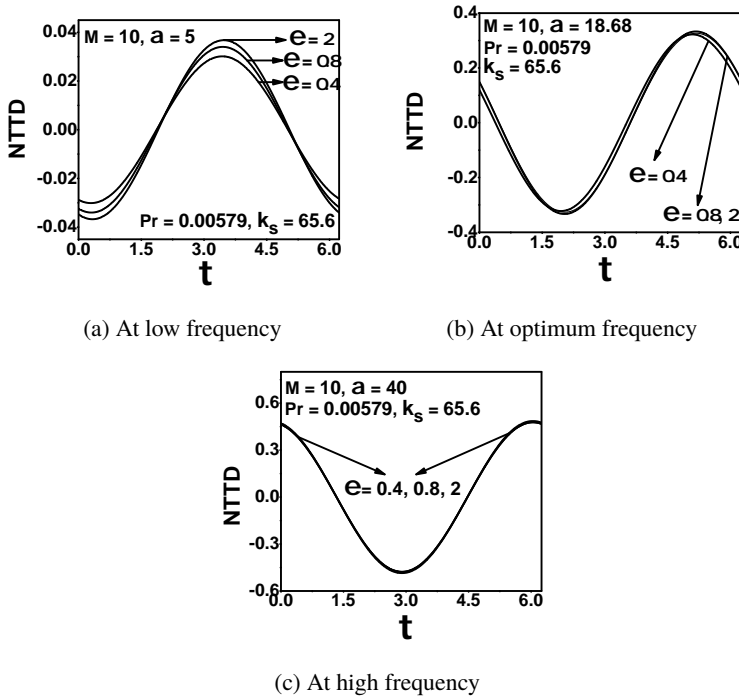 0.04
M = 10, a = 5
e = 2
e = 0.8
e = 0.4
0.02
NTTD
0.00
-0.02
-0.04
Pr = 0.00579, ks = 65.6
0.0 1.5 3.0 4.5 6.0
t
(a) At low frequency
0.4
M = 10, a = 18.68
Pr = 0.00579
ks = 65.6
0.2
NTTD
0.0
-0.2
-0.4
e = 0.4
e = 0.8, 2
0.0 1.5 3.0 4.5 6.0
t
(b) At optimum frequency
0.6
M = 10, a = 40
Pr = 0.00579, ks = 65.6
0.3
NTTD
0.0
-0.3
-0.6
e = 0.4, 0.8, 2
0.0 1.5 3.0 4.5 6.0
t
(c) At high frequency